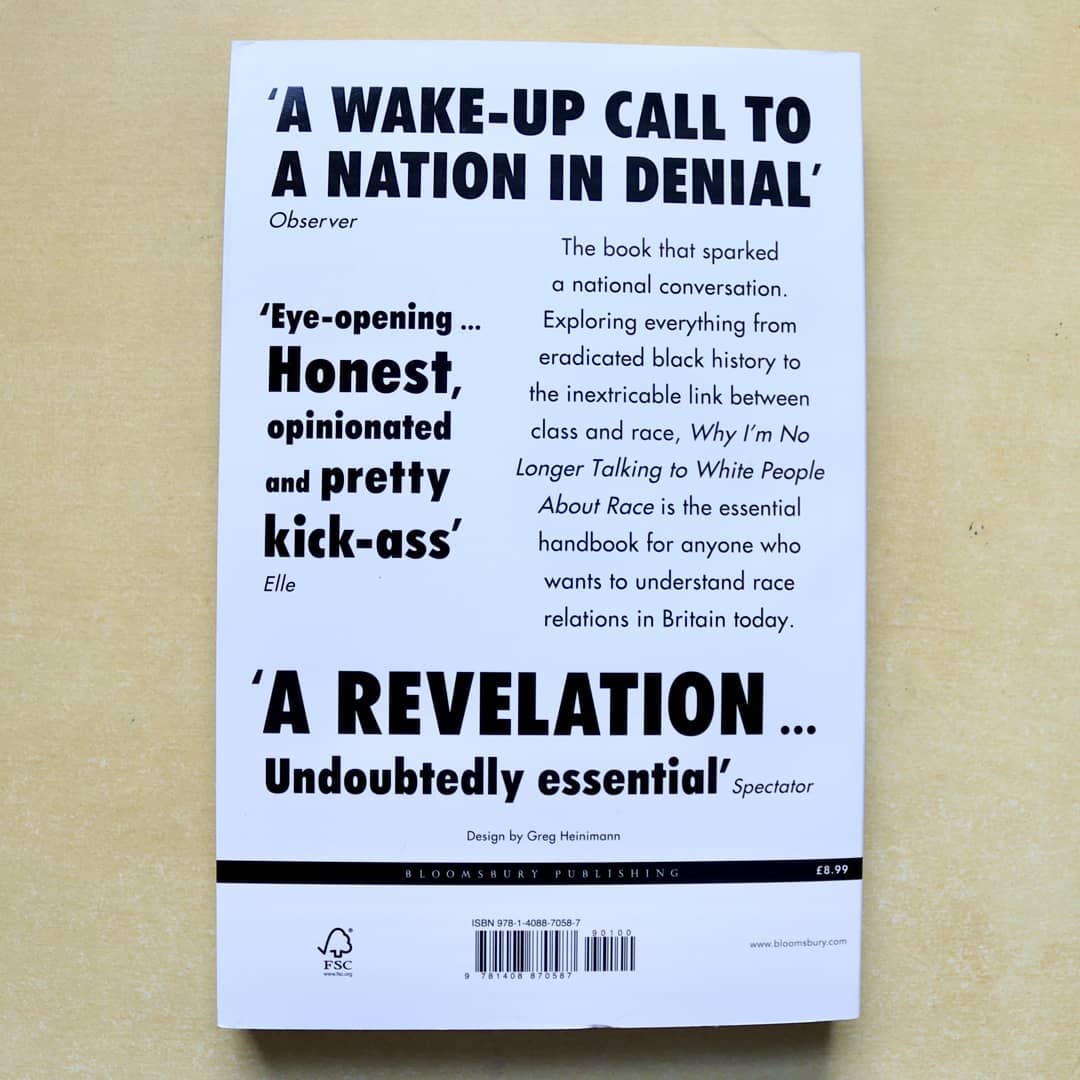 ‘A WAKE-UP CALL TO
A NATION IN DENIAL’
Observer
‘Eye-opening ...
Honest,
opinionated
and pretty
kick-ass’
Elle
The book that sparked
a national conversation.
Exploring everything from
eradicated black history to
the inextricable link between
class and race, Why I’m No
Longer Talking to White People
About Race is the essential
handbook for anyone who
wants to understand race
relations in Britain today.
‘A REVELATION ...
Undoubtedly essential’ Spectator
Design by Greg Heinimann
BLOOMSBURY PUBLISHING
£8.99
FSC
www.fsc.org
ISBN 978-1-4088-7058-7
90100
9 781408 870587
www.bloomsbury.com